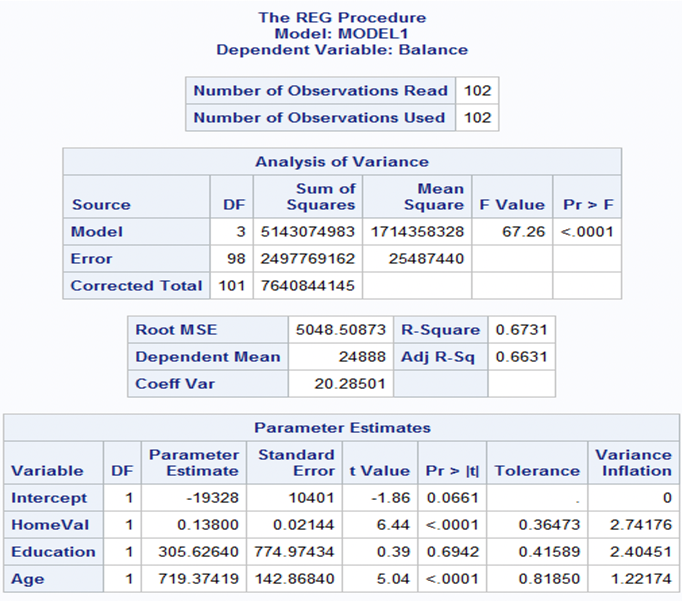 The REG Procedure
Model: MODEL1
Dependent Variable: Balance
Number of Observations Read 102
Number of Observations Used 102
Analysis of Variance
Source DF Sum of Squares Mean Square F Value Pr > F
Model 3 5143074983 1714358328 67.26 <.0001
Error 98 2497769162 25487440
Corrected Total 101 7640844145
Root MSE 5048.50873 R-Square 0.6731
Dependent Mean 24888 Adj R-Sq 0.6631
Coeff Var 20.28501
Parameter Estimates
Variable DF Parameter Estimate Standard Error t Value Pr > |t| Tolerance Variance Inflation
Intercept 1 -19328 10401 -1.86 0.0661 . 0
HomeVal 1 0.13800 0.02144 6.44 <.0001 0.36473 2.74176
Education 1 305.62640 774.97434 0.39 0.6942 0.41589 2.40451
Age 1 719.37419 142.86840 5.04 <.0001 0.81850 1.22174